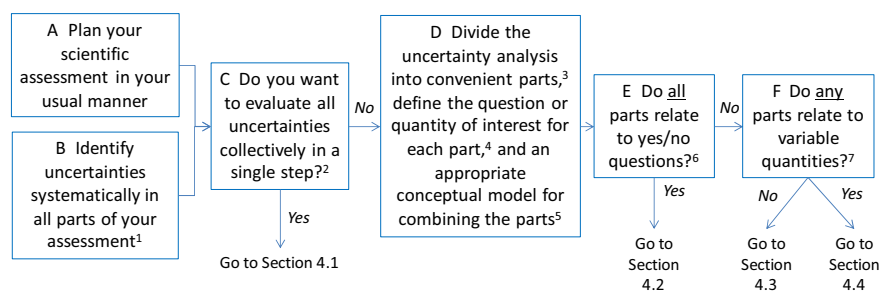 A Plan your
scientific
assessment in your
usual manner
B Identify
uncertainties
systematically in
all parts of your
assessment¹
C Do you want
to evaluate all
uncertainties
collectively in a
single step?²
Yes
Go to Section 4.1
No
D Divide the
uncertainty analysis
into convenient parts,³
define the question or
quantity of interest for
each part,⁴ and an
appropriate
conceptual model for
combining the parts⁵
E Do all
parts relate
to yes/no
questions?⁶
Yes
Go to
Section
4.2
No
F Do any
parts relate to
variable
quantities?⁷
No
Go to
Section
4.3
Yes
Go to
Section
4.4